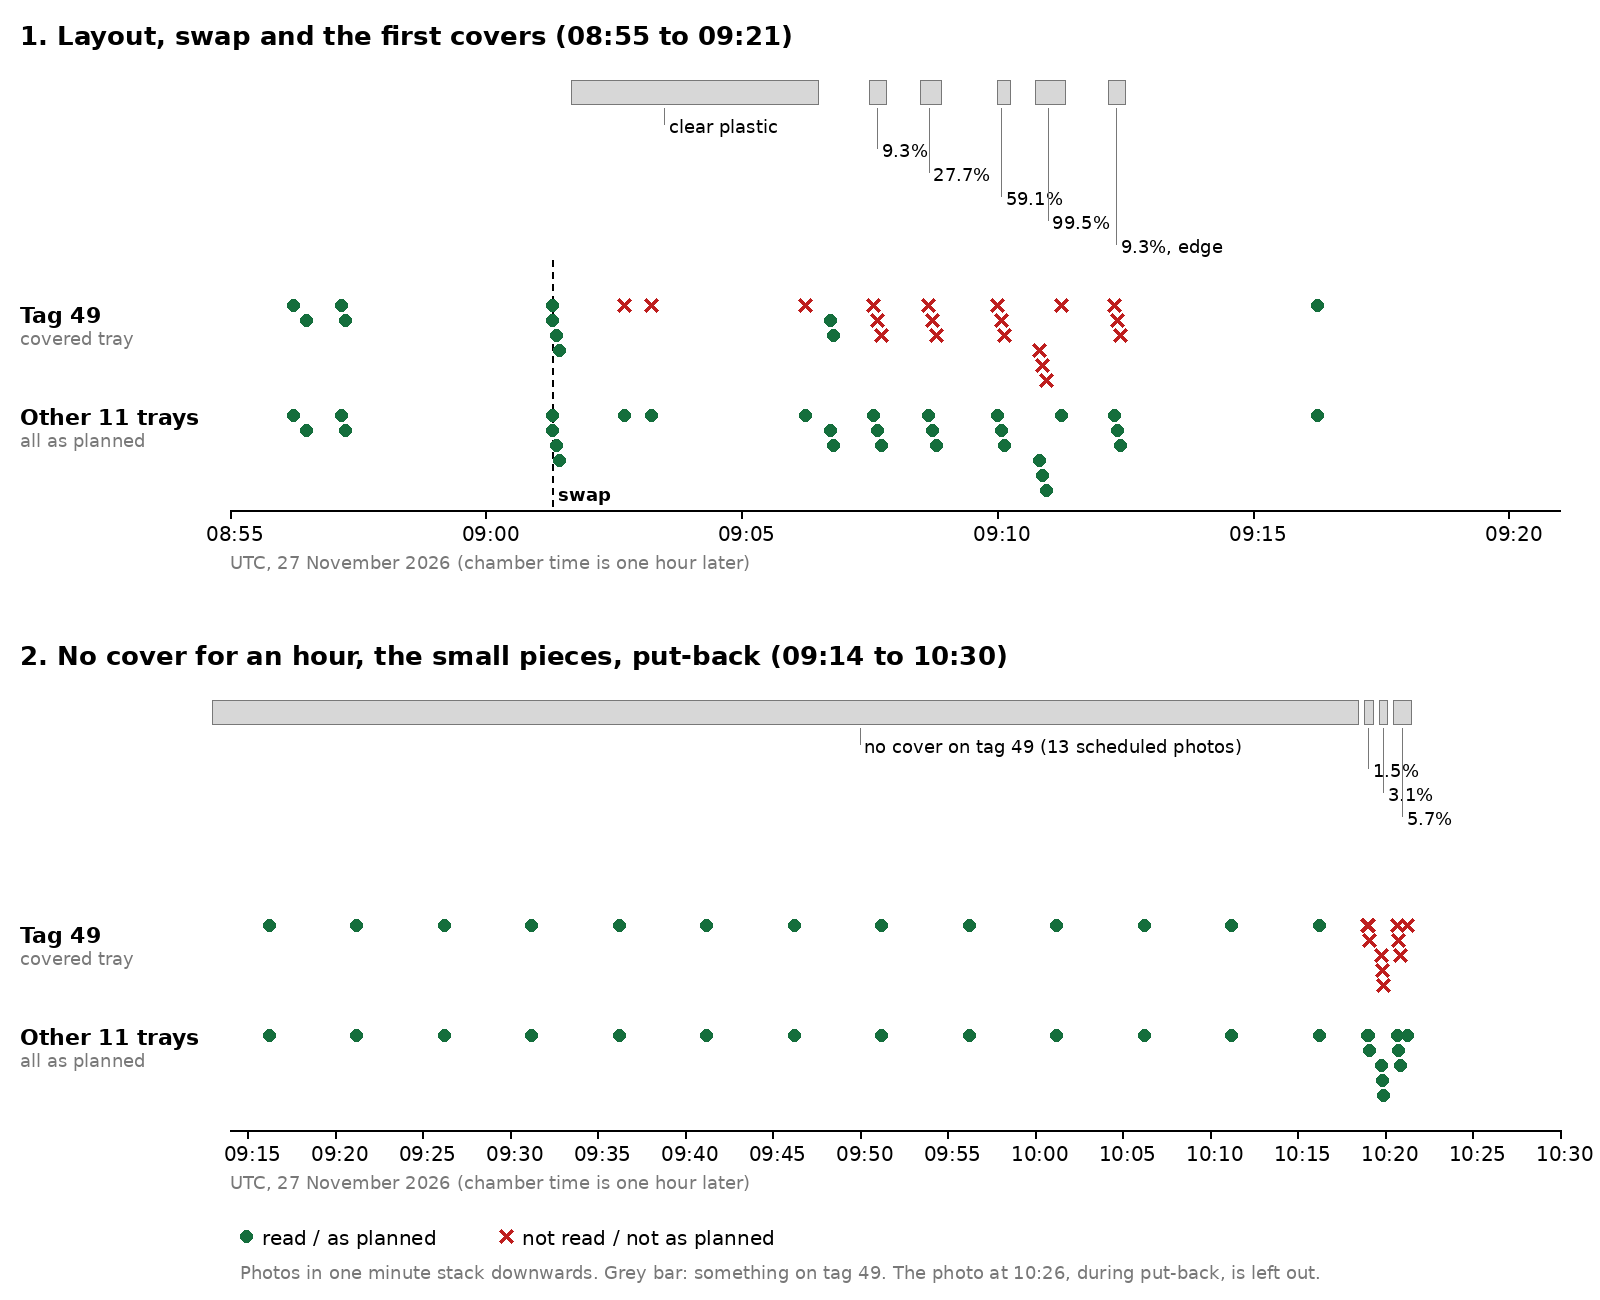 1. Layout, swap and the first covers (08:55 to 09:21)
clear plastic
9.3%
27.7%
59.1%
99.5%
9.3%, edge
Tag 49
covered tray
Other 11 trays
all as planned
swap
08:55 09:00 09:05 09:10 09:15 09:20
UTC, 27 November 2026 (chamber time is one hour later)
2. No cover for an hour, the small pieces, put-back (09:14 to 10:30)
no cover on tag 49 (13 scheduled photos)
1.5%
3.1%
5.7%
Tag 49
covered tray
Other 11 trays
all as planned
09:15 09:20 09:25 09:30 09:35 09:40 09:45 09:50 09:55 10:00 10:05 10:10 10:15 10:20 10:25 10:30
UTC, 27 November 2026 (chamber time is one hour later)
read / as planned not read / not as planned
Photos in one minute stack downwards. Grey bar: something on tag 49. The photo at 10:26, during put-back, is left out.